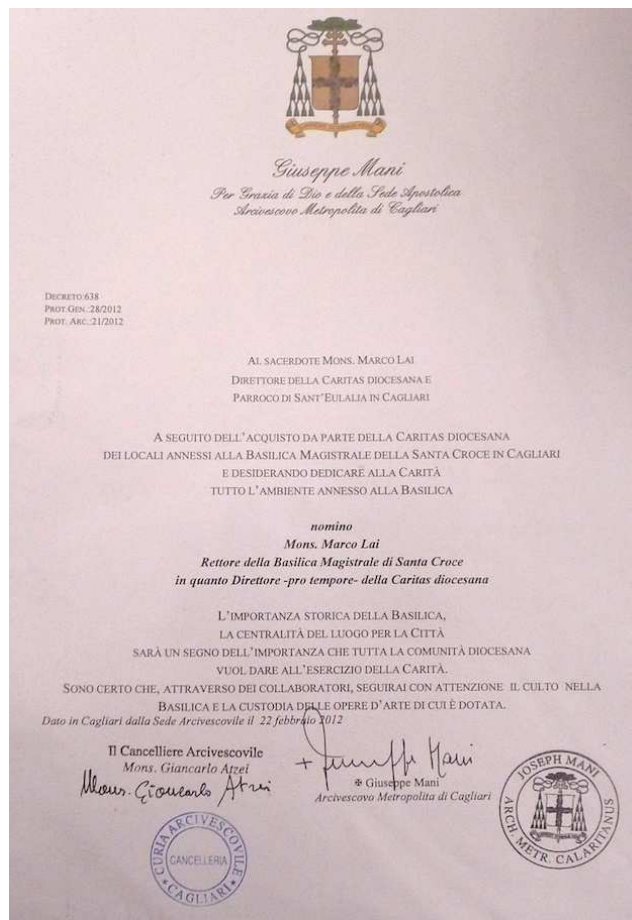 Giuseppe Mani
Per Grazia di Dio e della Sede Apostolica
Arcivescovo Metropolita di Cagliari
DECRETO:638
PROT.GEN.:28/2012
PROT. ARC.:21/2012
AL SACERDOTE MONS. MARCO LAI
DIRETTORE DELLA CARITAS DIOCESANA E
PARROCO DI SANT'EULALIA IN CAGLIARI
A SEGUITO DELL'ACQUISTO DA PARTE DELLA CARITAS DIOCESANA
DEI LOCALI ANNESSI ALLA BASILICA MAGISTRALE DELLA SANTA CROCE IN CAGLIARI
E DESIDERANDO DEDICARE ALLA CARITÀ
TUTTO L'AMBIENTE ANNESSO ALLA BASILICA
nomino
Mons. Marco Lai
Rettore della Basilica Magistrale di Santa Croce
in quanto Direttore -pro tempore- della Caritas diocesana
L'IMPORTANZA STORICA DELLA BASILICA,
LA CENTRALITÀ DEL LUOGO PER LA CITTÀ
SARÀ UN SEGNO DELL'IMPORTANZA CHE TUTTA LA COMUNITÀ DIOCESANA
VUOL DARE ALL'ESERCIZIO DELLA CARITÀ.
SONO CERTO CHE, ATTRAVERSO DEI COLLABORATORI, SEGUIRAI CON ATTENZIONE IL CULTO NELLA
BASILICA E LA CUSTODIA DELLE OPERE D'ARTE DI CUI È DOTATA.
Dato in Cagliari dalla Sede Arcivescovile il 22 febbraio 2012
Il Cancelliere Arcivescovile
Mons. Giancarlo Atzei
Mons. Giancarlo Atzei
+ Giuseppe Mani
✠ Giuseppe Mani
Arcivescovo Metropolita di Cagliari
CURIA ARCIVESCOVILE
CANCELLERIA
CAGLIARI
JOSEPH MANI
ARCH. METR. CALARITANUS